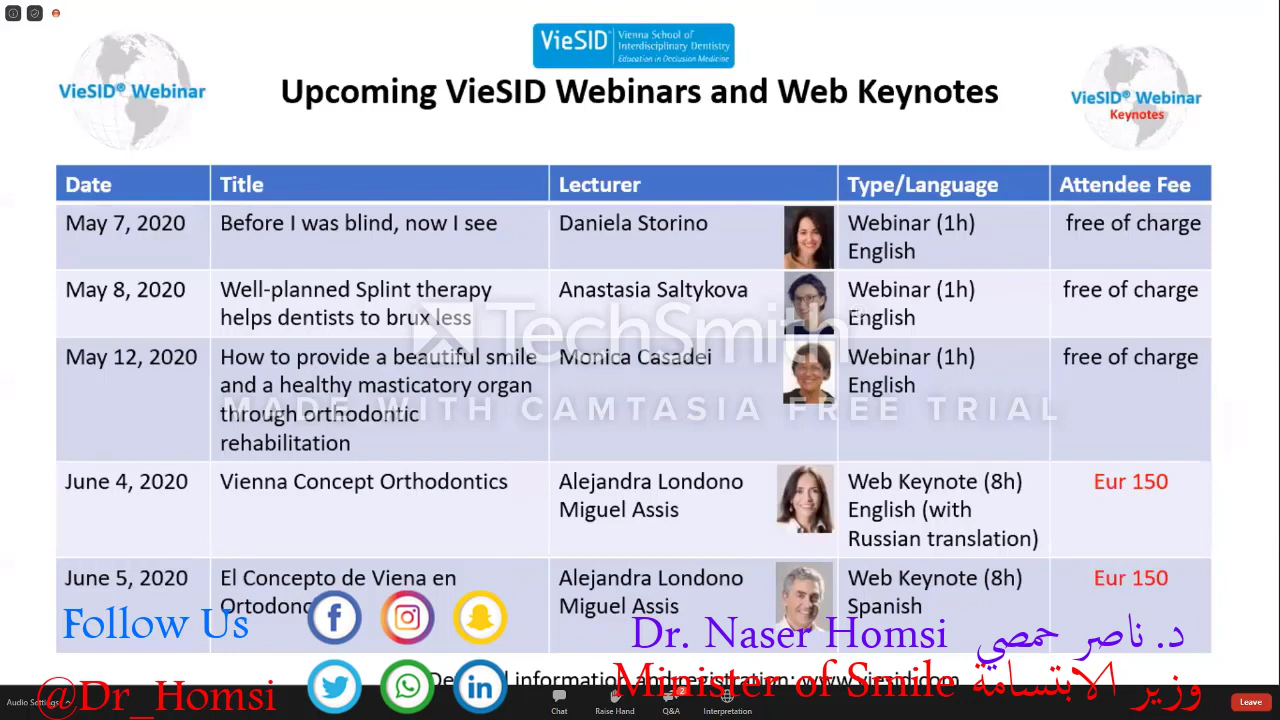 VieSID® Webinar
VieSID®
Vienna School of
Interdisciplinary Dentistry
Education in Occlusion Medicine
Upcoming VieSID Webinars and Web Keynotes
VieSID® Webinar
Keynotes
Date Title Lecturer Type/Language Attendee Fee
May 7, 2020 Before I was blind, now I see Daniela Storino Webinar (1h) free of charge
English
May 8, 2020 Well-planned Splint therapy Anastasia Saltykova Webinar (1h) free of charge
helps dentists to brux less English
TechSmith
May 12, 2020 How to provide a beautiful smile Monica Casadei Webinar (1h) free of charge
and a healthy masticatory organ English
MADE WITH CAMTASIA FREE TRIAL
through orthodontic
rehabilitation
June 4, 2020 Vienna Concept Orthodontics Alejandra Londono Web Keynote (8h) Eur 150
Miguel Assis English (with
Russian translation)
June 5, 2020 El Concepto de Viena en Alejandra Londono Web Keynote (8h) Eur 150
Miguel Assis Spanish
Follow Us
Dr. Naser Homsi د. ناصر حمصي
Minister of Smile وزير الابتسامة
@Dr_Homsi
Audio Settings Chat Raise Hand Q&A 2 Interpretation Leave